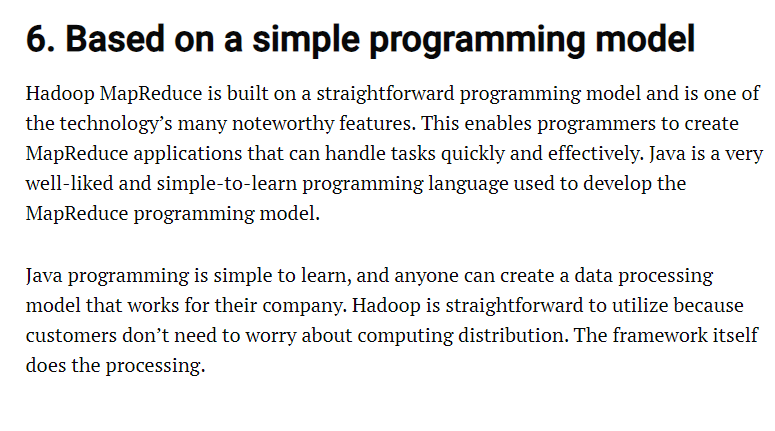 6. Based on a simple programming model
Hadoop MapReduce is built on a straightforward programming model and is one of
the technology’s many noteworthy features. This enables programmers to create
MapReduce applications that can handle tasks quickly and effectively. Java is a very
well-liked and simple-to-learn programming language used to develop the
MapReduce programming model.
Java programming is simple to learn, and anyone can create a data processing
model that works for their company. Hadoop is straightforward to utilize because
customers don’t need to worry about computing distribution. The framework itself
does the processing.